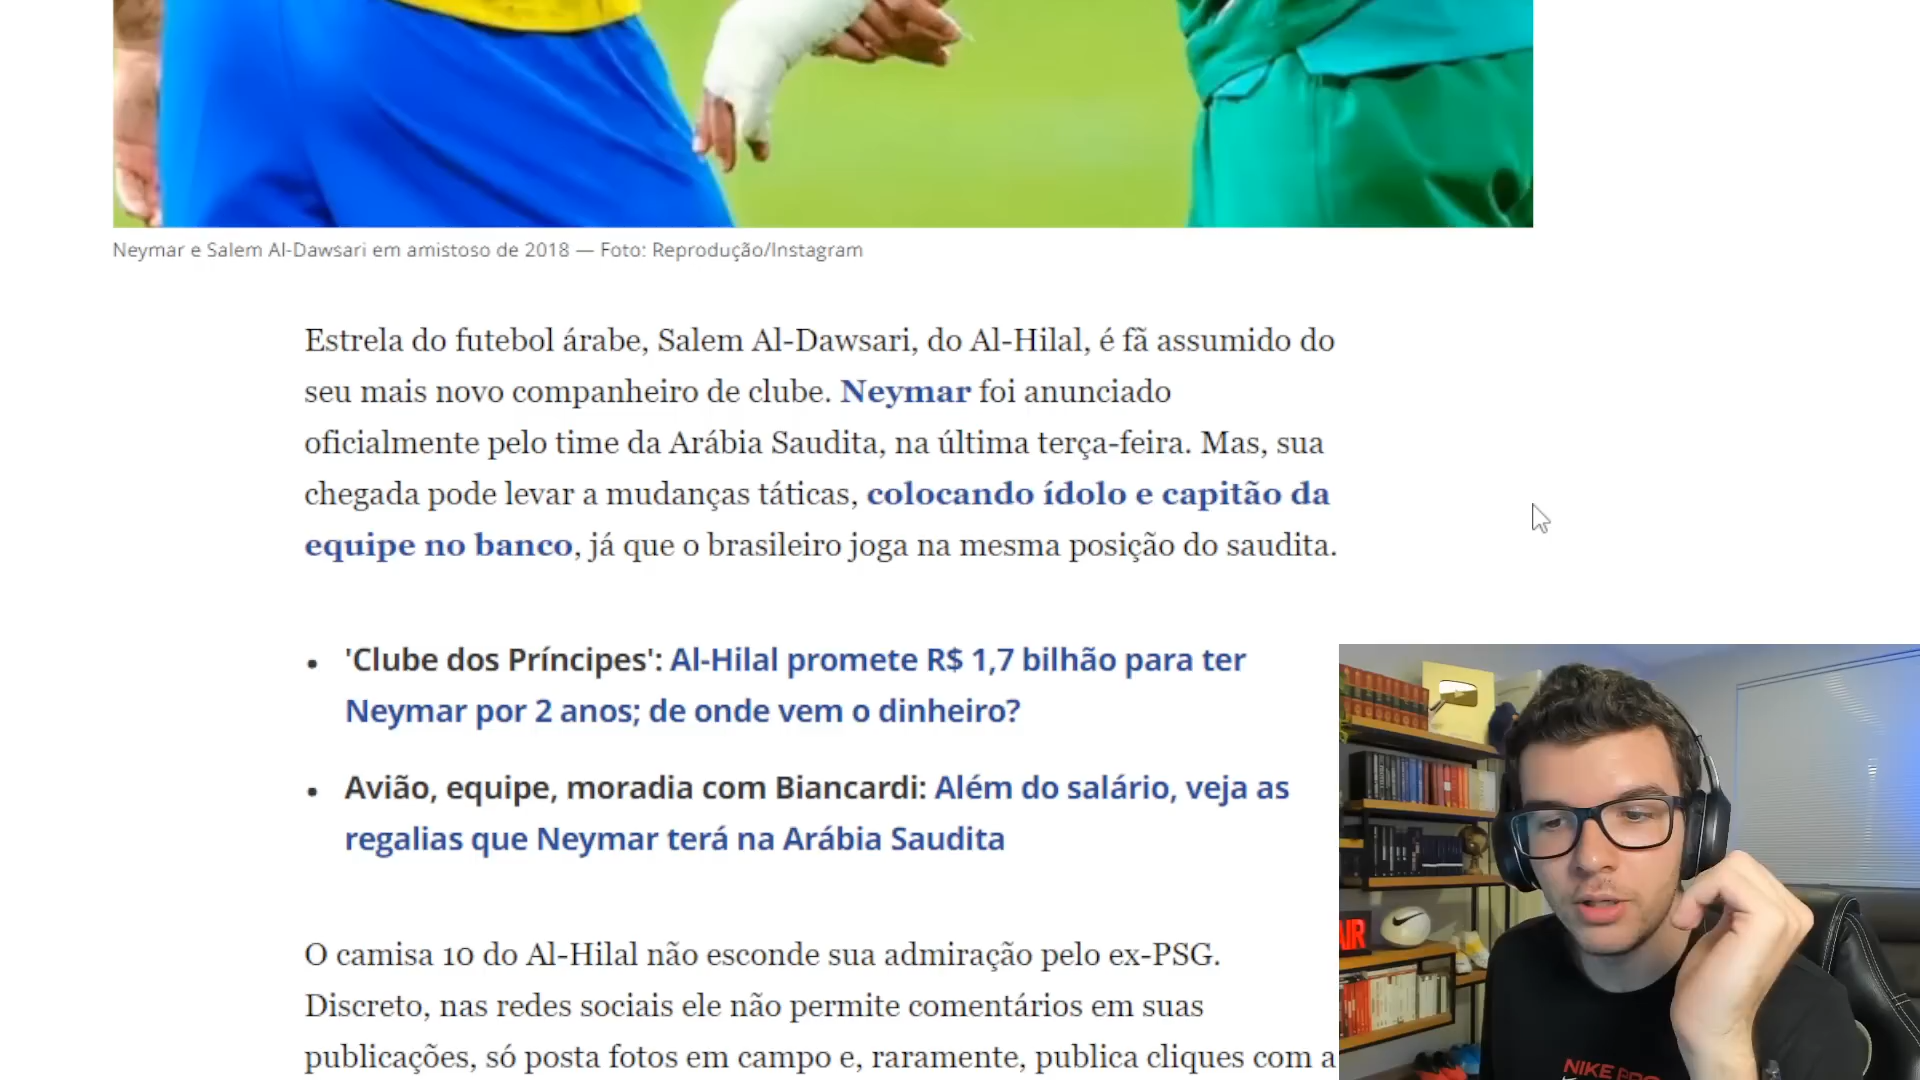 Neymar e Salem Al-Dawsari em amistoso de 2018 — Foto: Reprodução/Instagram
Estrela do futebol árabe, Salem Al-Dawsari, do Al-Hilal, é fã assumido do
seu mais novo companheiro de clube. Neymar foi anunciado
oficialmente pelo time da Arábia Saudita, na última terça-feira. Mas, sua
chegada pode levar a mudanças táticas, colocando ídolo e capitão da
equipe no banco, já que o brasileiro joga na mesma posição do saudita.
• 'Clube dos Príncipes': Al-Hilal promete R$ 1,7 bilhão para ter
Neymar por 2 anos; de onde vem o dinheiro?
• Avião, equipe, moradia com Biancardi: Além do salário, veja as
regalias que Neymar terá na Arábia Saudita
O camisa 10 do Al-Hilal não esconde sua admiração pelo ex-PSG.
Discreto, nas redes sociais ele não permite comentários em suas
publicações, só posta fotos em campo e, raramente, publica cliques com a
AIR
NIKE PRO